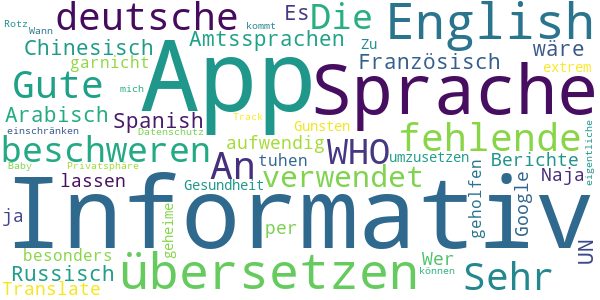 Rotz
Wann
deutsche
kommt
Es
Die
English
Chinesisch
Amtssprachen
Zu
wäre
garnicht
Französisch
extrem
Gute
App
Sprache
mich
Arabisch
Spanish
Track
Gunsten
einschränken
Datenschutz
fehlende
eigentliche
beschweren
An
aufwendig
WHO
tuhen
umzusetzen
Berichte
Baby
Privatsphäre
lassen
Gesundheit
verwendet
geholfen
Google
Naja
Informativ
ja
geheime
per
UN
besonders
Wer
Russisch
übersetzen
können
Sehr
Translate